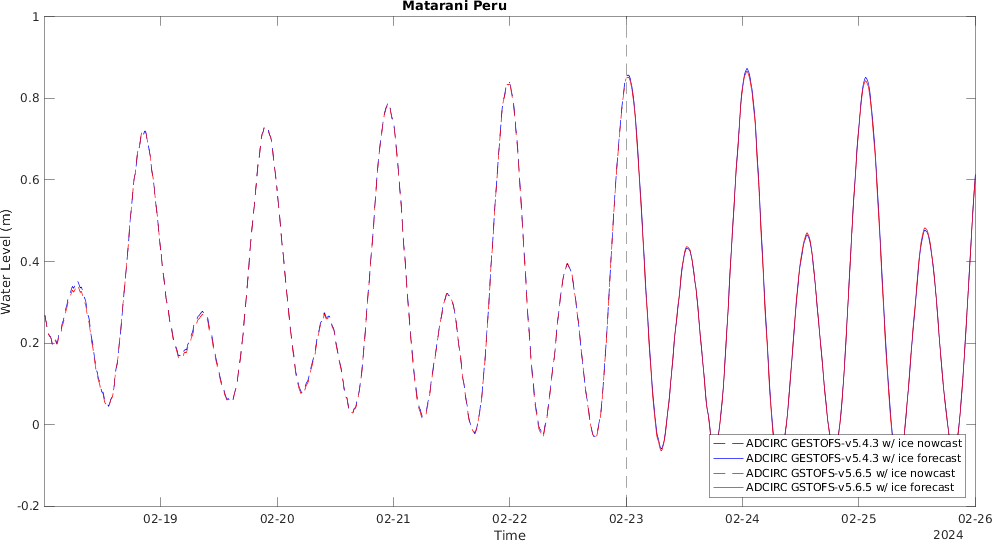 Matarani Peru
1
0.8
0.6
0.4
0.2
0
-0.2
Water Level (m)
ADCIRC GESTOFS-v5.4.3 w/ ice nowcast
ADCIRC GESTOFS-v5.4.3 w/ ice forecast
ADCIRC GSTOFS-v5.6.5 w/ ice nowcast
ADCIRC GSTOFS-v5.6.5 w/ ice forecast
02-19 02-20 02-21 02-22 02-23 02-24 02-25 02-26
Time
2024